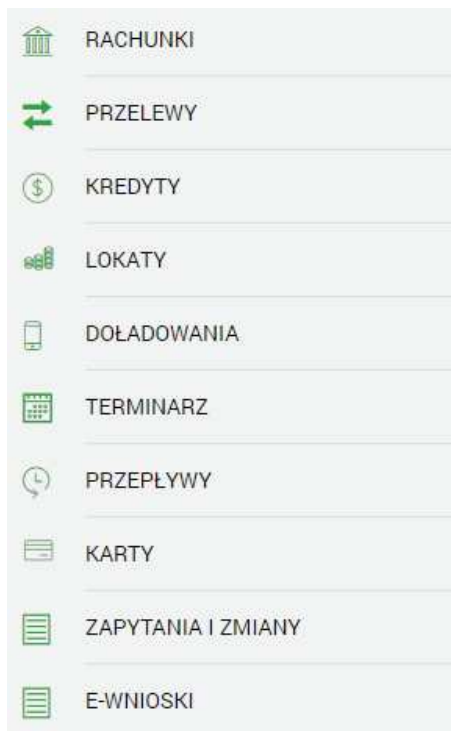 RACHUNKI
PRZELEWY
KREDYTY
LOKATY
DOŁADOWANIA
TERMINARZ
PRZEPŁYWY
KARTY
ZAPYTANIA I ZMIANY
E-WNIOSKI